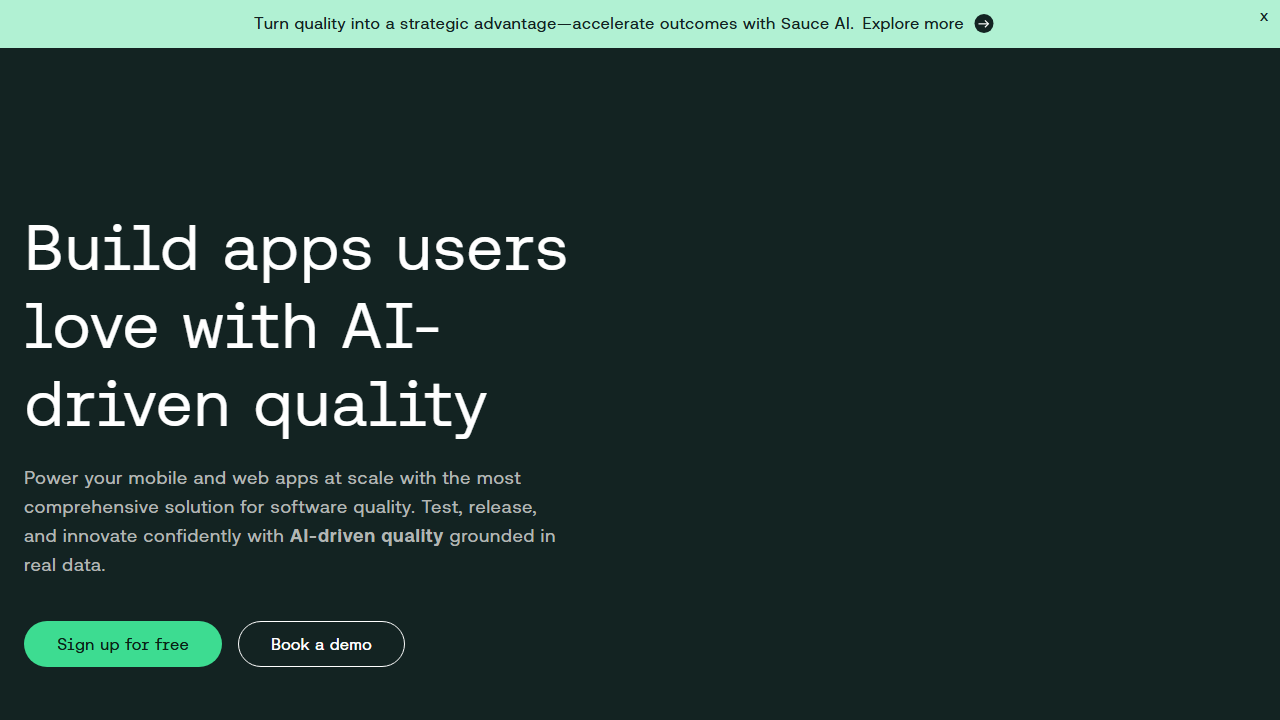 Turn quality into a strategic advantage—accelerate outcomes with Sauce AI. Explore more
x
Build apps users
love with AI-
driven quality
Power your mobile and web apps at scale with the most
comprehensive solution for software quality. Test, release,
and innovate confidently with AI-driven quality grounded in
real data.
Sign up for free
Book a demo